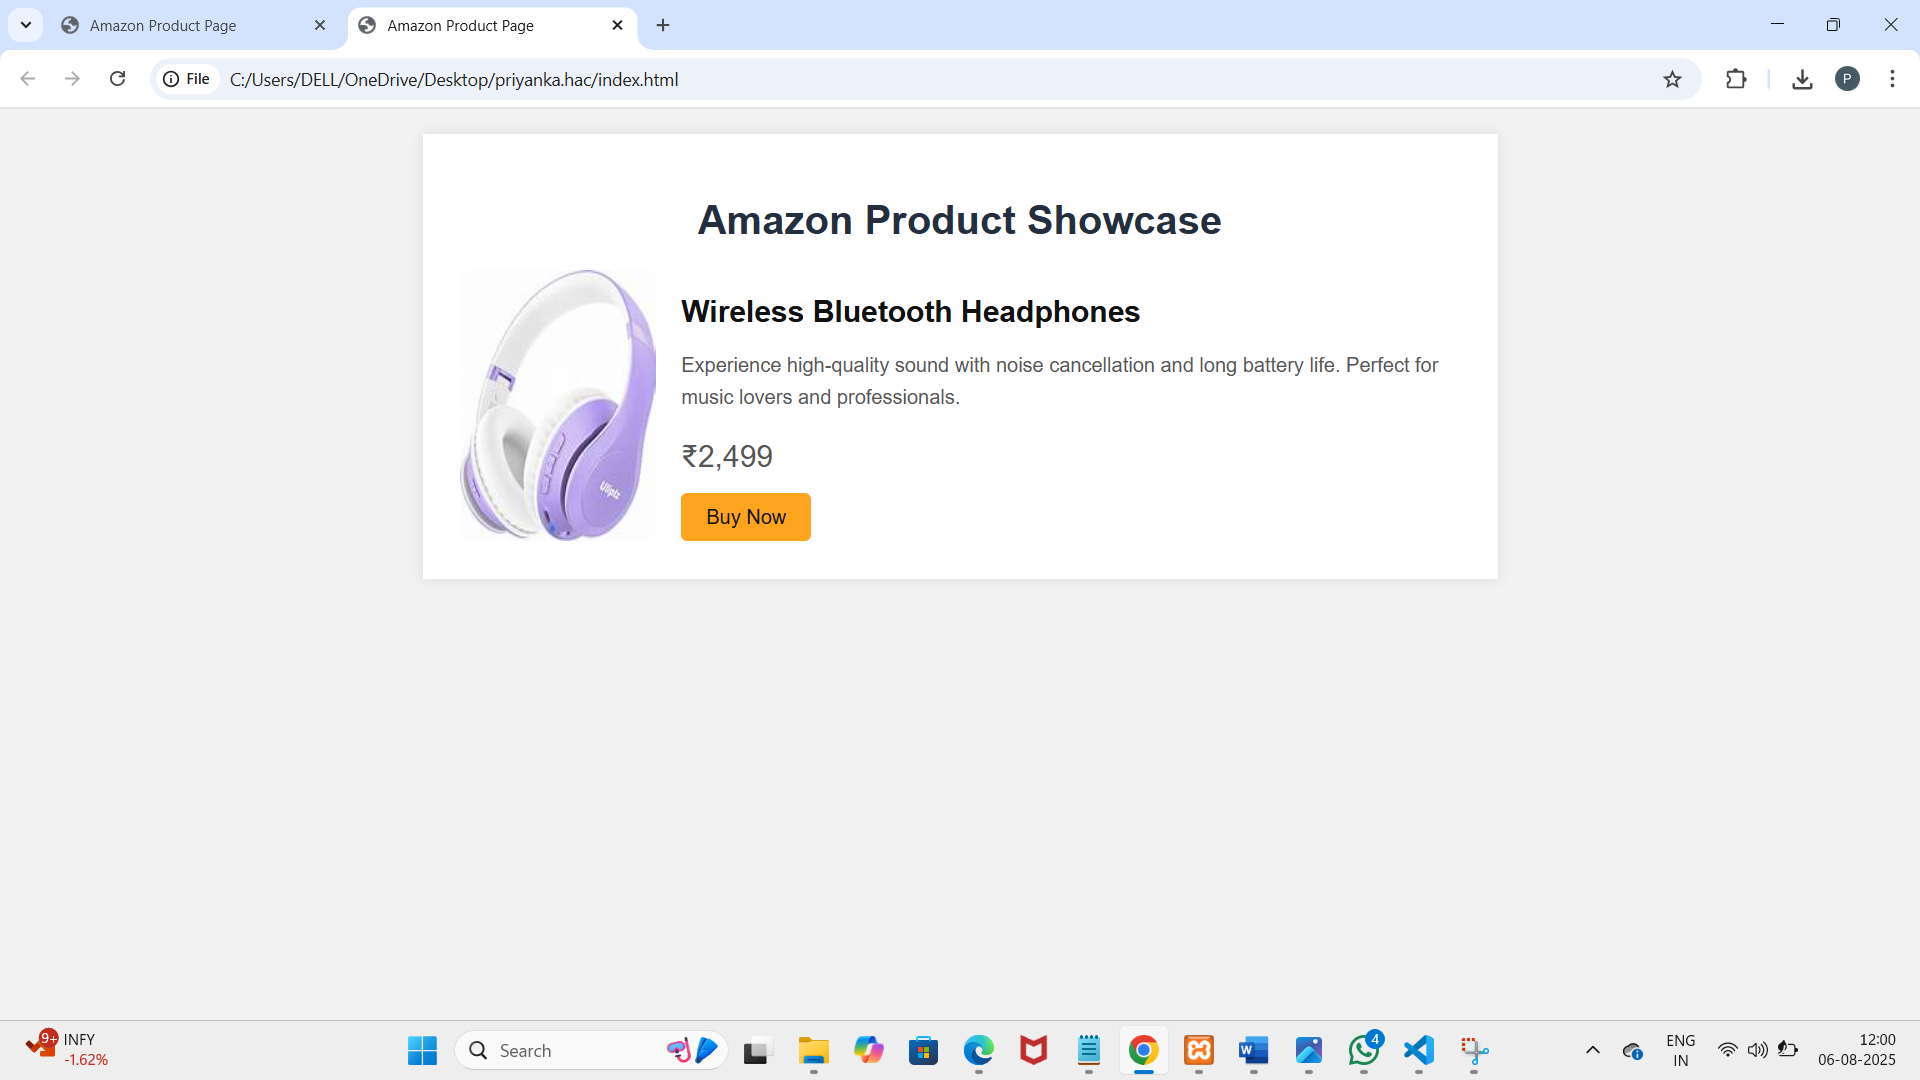 Amazon Product Page
Amazon Product Page
File
C:/Users/DELL/OneDrive/Desktop/priyanka.hac/index.html
P
Amazon Product Showcase
Wireless Bluetooth Headphones
Experience high-quality sound with noise cancellation and long battery life. Perfect for
music lovers and professionals.
₹2,499
Buy Now
9+
INFY
-1.62%
Search
W
4
ENG
IN
12:00
06-08-2025